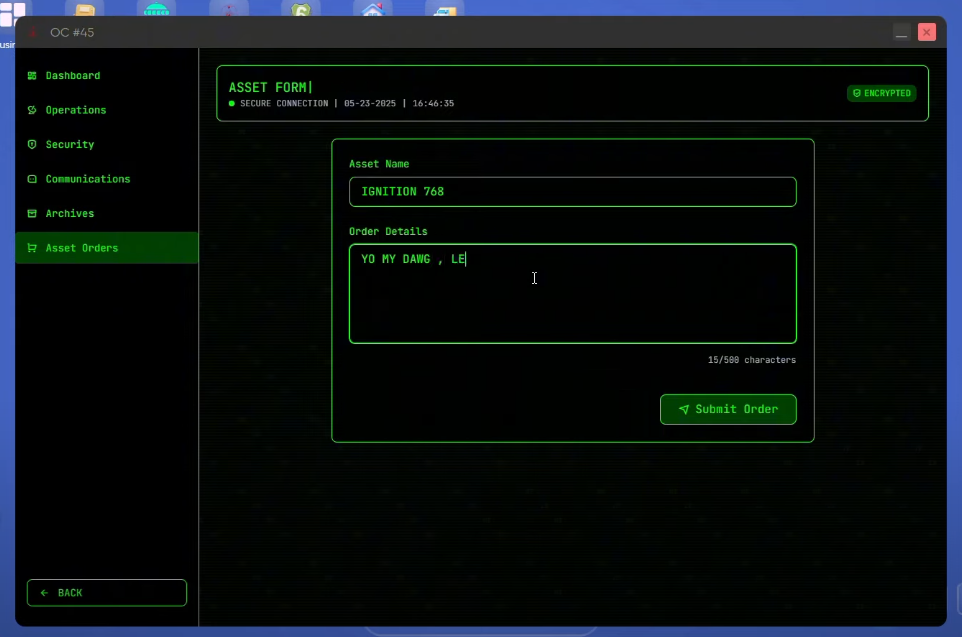 OC #45
Dashboard
Operations
Security
Communications
Archives
Asset Orders
BACK
ASSET FORM
SECURE CONNECTION | 05-23-2025 | 16:46:35
ENCRYPTED
Asset Name
IGNITION 768
Order Details
YO MY DAWG , LE
15/500 characters
Submit Order